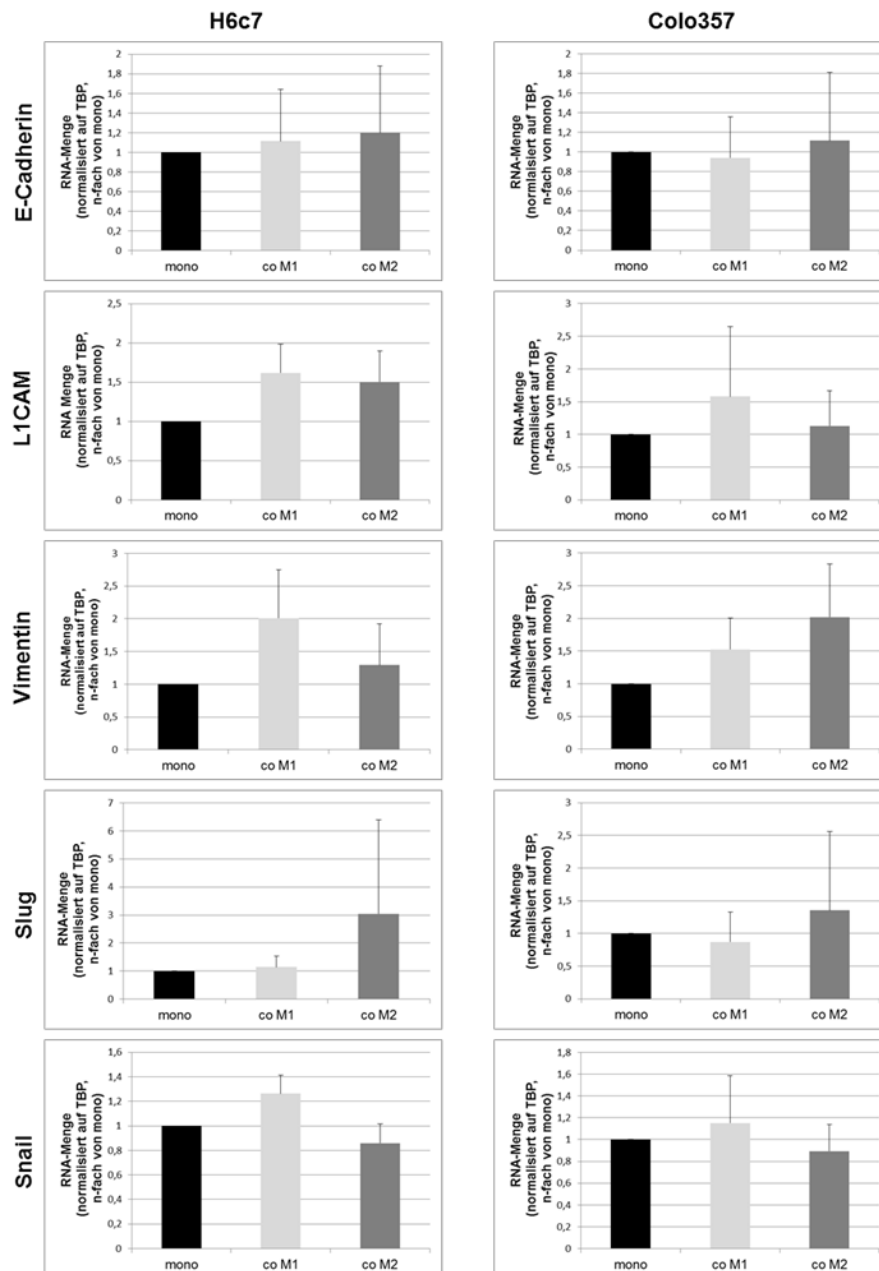 H6c7
Colo357
E-Cadherin
RNA-Menge
(normalisiert auf TBP,
n-fach von mono)
2
1,8
1,6
1,4
1,2
1
0,8
0,6
0,4
0,2
0
mono co M1 co M2
RNA-Menge
(normlaisiert auf TBP,
n-fach von mono)
2
1,8
1,6
1,4
1,2
1
0,8
0,6
0,4
0,2
0
mono co M1 co M2
L1CAM
RNA Menge
(normalisiert auf TBP,
n-fach von mono)
2,5
2
1,5
1
0,5
0
mono co M1 co M2
RNA-Menge
(normalisiert auf TBP,
n-fach von mono)
3
2,5
2
1,5
1
0,5
0
mono co M1 co M2
Vimentin
RNA-Menge
(normalisiert auf TBP,
n-fach von mono)
3
2,5
2
1,5
1
0,5
0
mono co M1 co M2
RNA-Menge
(normalisiert auf TBP,
n-fach von mono)
3
2,5
2
1,5
1
0,5
0
mono co M1 co M2
Slug
RNA-Menge
(normalisiert auf TBP,
n-fach von mono)
7
6
5
4
3
2
1
0
mono co M1 co M2
RNA-Menge
(normalisiert auf TBP,
n-fach von mono)
3
2,5
2
1,5
1
0,5
0
mono co M1 co M2
Snail
RNA-Menge
(normalisiert auf TBP,
n-fach von mono)
1,6
1,4
1,2
1
0,8
0,6
0,4
0,2
0
mono co M1 co M2
RNA-Menge
(normalisiert auf TBP,
n-fach von mono)
1,8
1,6
1,4
1,2
1
0,8
0,6
0,4
0,2
0
mono co M1 co M2